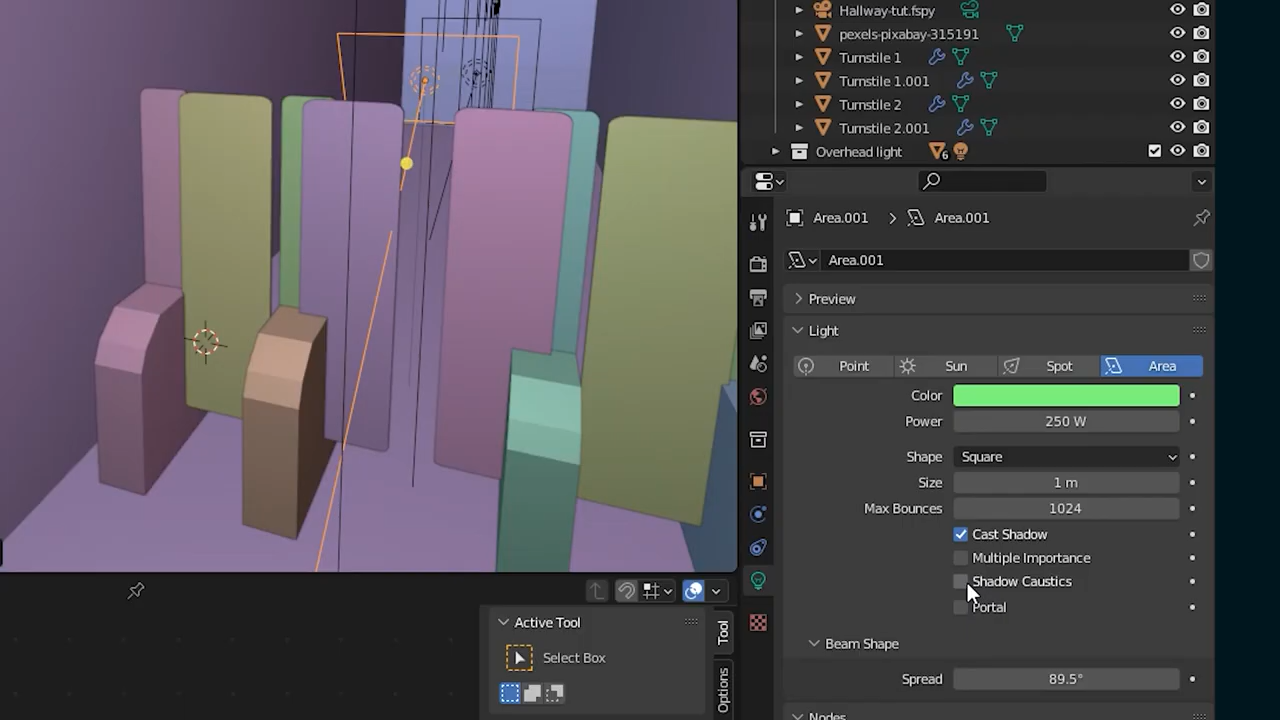 Hallway-tut.fspy
pexels-pixabay-315191
Turnstile 1
Turnstile 1.001
Turnstile 2
Turnstile 2.001
Overhead light
6
Area.001
Area.001
Area.001
Preview
Light
Point
Sun
Spot
Area
Color
Power
250 W
Shape
Square
Size
1 m
Max Bounces
1024
Cast Shadow
Multiple Importance
Shadow Caustics
Portal
Beam Shape
Spread
89.5°
Nodes
Active Tool
Select Box
Tool
Options